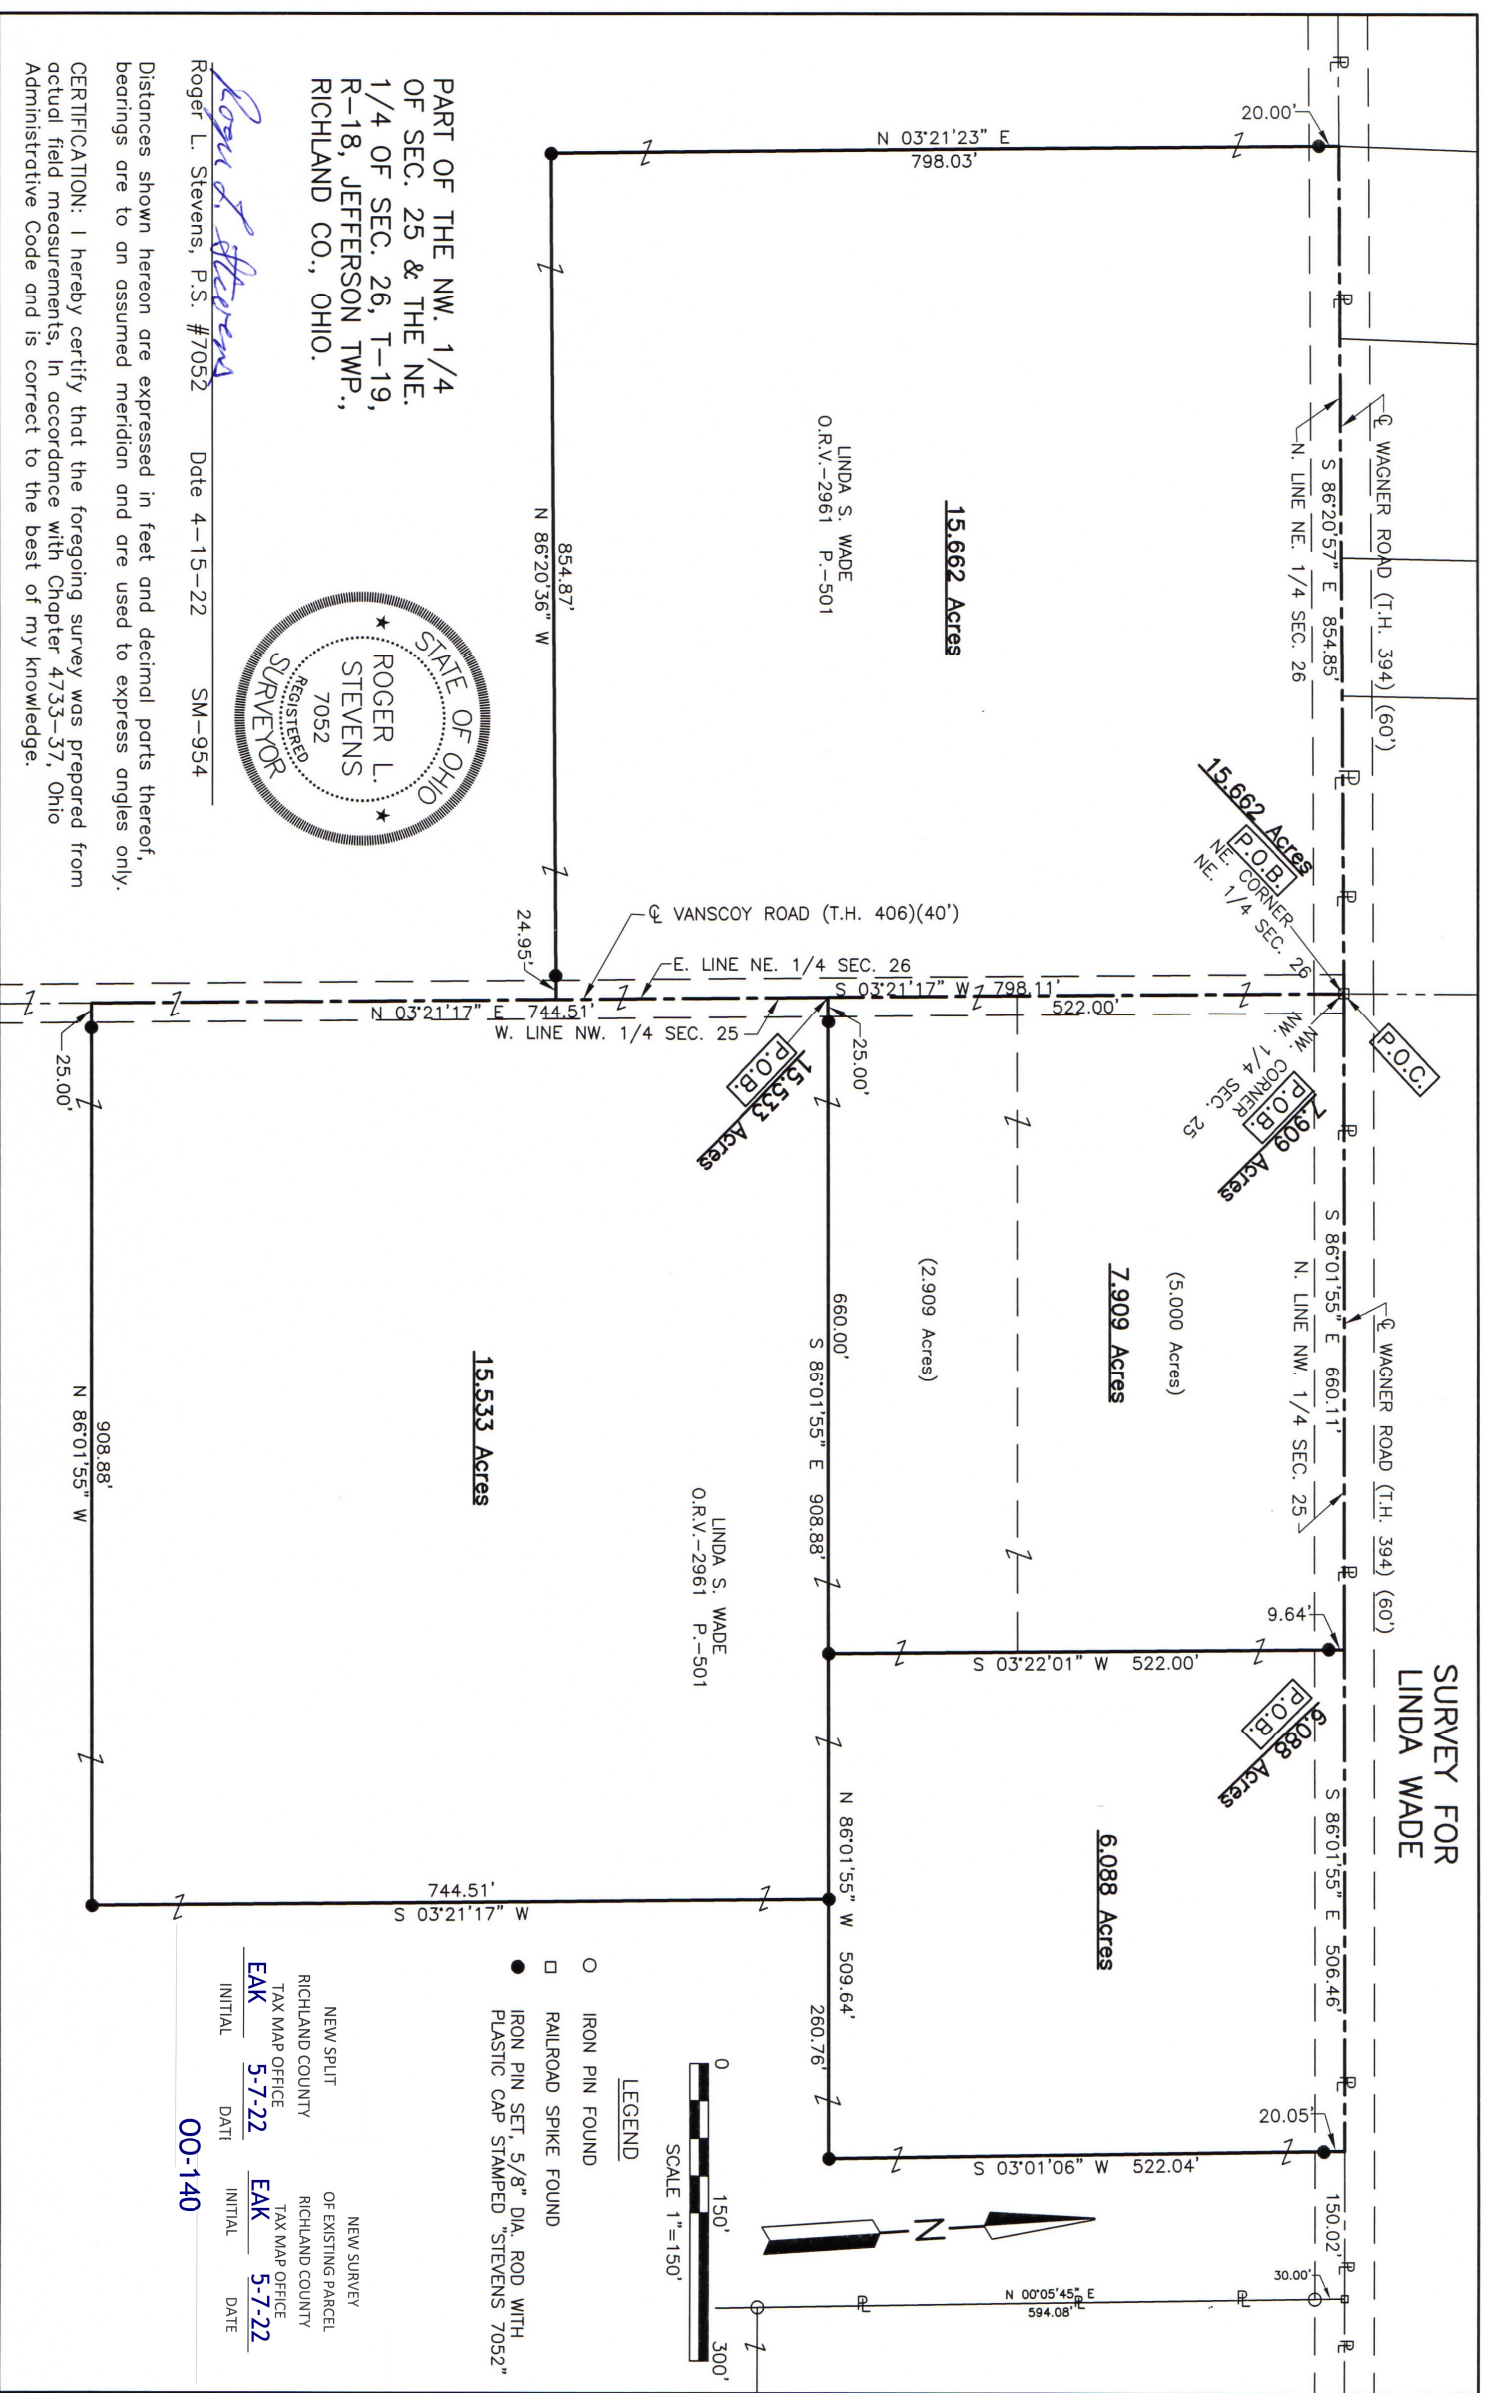 SURVEY FOR
LINDA WADE
℄ WAGNER ROAD (T.H. 394) (60')
S 86°20'57" E 854.85'
N. LINE NE. 1/4 SEC. 26
20.00'
N 03°21'23" E
798.03'
15.662 Acres
LINDA S. WADE
O.R.V.-2961 P.-501
854.87'
N 86°20'36" W
24.95'
15.662 Acres
P.O.B.
NE. CORNER
NE. 1/4 SEC. 26
P.O.C.
NW. CORNER
NW. 1/4 SEC. 25
P.O.B.
7.909 Acres
℄ VANSCOY ROAD (T.H. 406)(40')
E. LINE NE. 1/4 SEC. 26
S 03°21'17" W 798.11'
522.00'
N 03°21'17" E 744.51'
W. LINE NW. 1/4 SEC. 25
25.00'
P.O.B.
15.533 Acres
25.00'
℄ WAGNER ROAD (T.H. 394) (60')
S 86°01'55" E 660.11'
N. LINE NW. 1/4 SEC. 25
(5.000 Acres)
7.909 Acres
(2.909 Acres)
660.00'
S 86°01'55" E 908.88'
9.64'
S 03°22'01" W 522.00'
P.O.B.
6.088 Acres
S 86°01'55" E 506.46'
6.088 Acres
N 86°01'55" W 509.64'
260.76'
20.05'
S 03°01'06" W 522.04'
150.02'
30.00'
N 00°05'45" E
594.08'
15.533 Acres
LINDA S. WADE
O.R.V.-2961 P.-501
908.88'
N 86°01'55" W
744.51'
S 03°21'17" W
N
0 150' 300'
SCALE 1"=150'
LEGEND
IRON PIN FOUND
RAILROAD SPIKE FOUND
IRON PIN SET, 5/8" DIA. ROD WITH
PLASTIC CAP STAMPED "STEVENS 7052"
PART OF THE NW. 1/4
OF SEC. 25 & THE NE.
1/4 OF SEC. 26, T-19,
R-18, JEFFERSON TWP.,
RICHLAND CO., OHIO.
STATE OF OHIO
ROGER L.
STEVENS
7052
REGISTERED
SURVEYOR
Roger L. Stevens
Roger L. Stevens, P.S. #7052 Date 4-15-22 SM-954
Distances shown hereon are expressed in feet and decimal parts thereof,
bearings are to an assumed meridian and are used to express angles only.
CERTIFICATION: I hereby certify that the foregoing survey was prepared from
actual field measurements, In accordance with Chapter 4733-37, Ohio
Administrative Code and is correct to the best of my knowledge.
NEW SPLIT
RICHLAND COUNTY
TAX MAP OFFICE
EAK 5-7-22
INITIAL DATE
NEW SURVEY
OF EXISTING PARCEL
RICHLAND COUNTY
TAX MAP OFFICE
EAK 5-7-22
INITIAL DATE
00-140